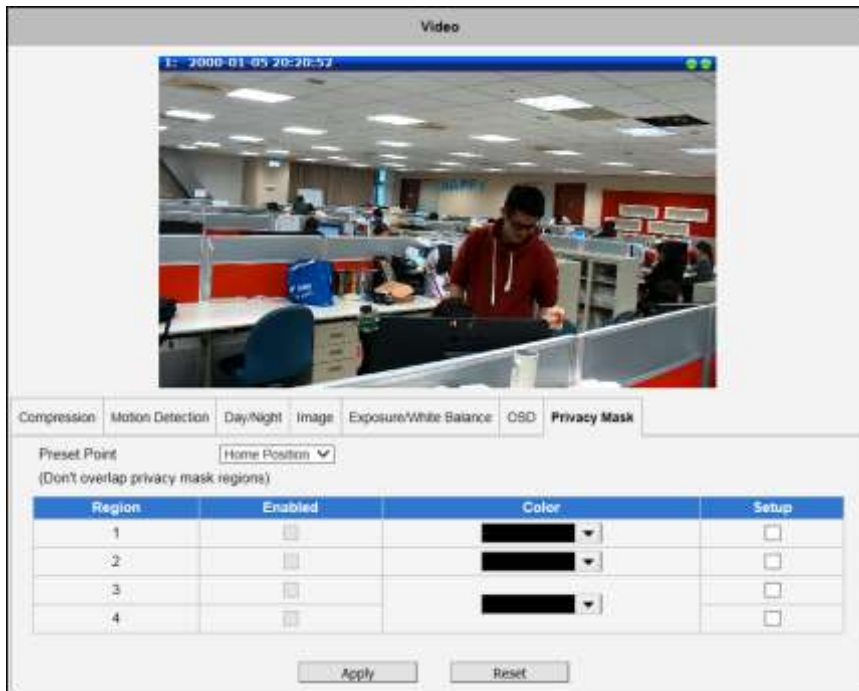 Video
1: 2000-01-05 20:20:52
HAPPY
Compression Motion Detection Day/Night Image Exposure/White Balance OSD Privacy Mask
Preset Point Home Position
(Don't overlap privacy mask regions)
Region Enabled Color Setup
1
2
3
4
Apply Reset